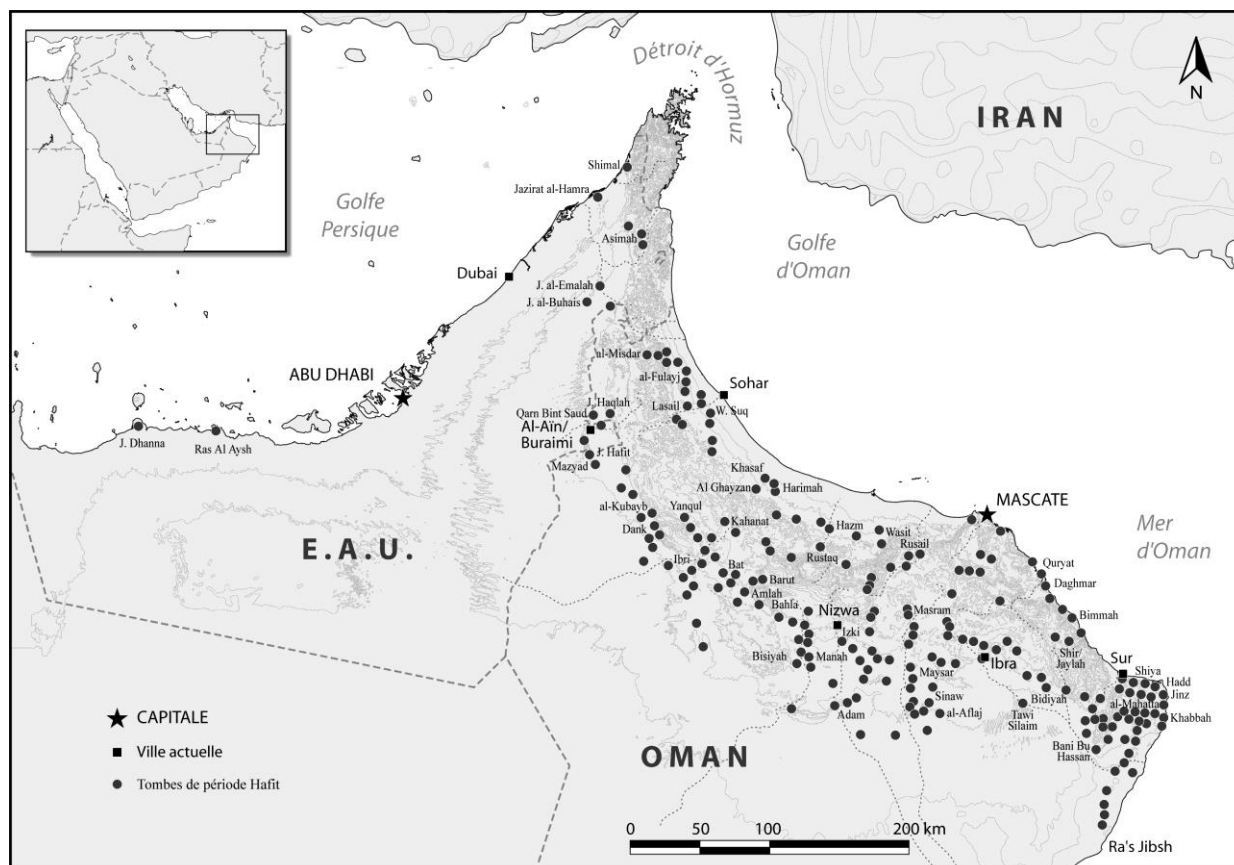 Détroit d'Hormuz
N
IRAN
Shimal
Jazirat al-Hamra
Golfe
Persique
Asimah
Golfe
d'Oman
Dubai
J. al-Emalah
J. al-Buhais
al-Misdar
ABU DHABI
al-Fulayj
Sohar
J. Haqlah
Lasail
W. Suq
Qarn Bint Saud
Al-Aïn/
Buraimi
J. Dhanna
Ras Al Aysh
J. Hafit
Mazyad
Khasaf
Al Ghayzan
Harimah
al-Kubayb
Yanqul
Kahanat
MASCATE
Dank
Hazm
Wasil
Mer
d'Oman
E.A.U.
Rusail
Ibri
Rustuq
Quryat
Bat
Barut
Daghmar
Amlah
Bahla
Nizwa
Masram
Bimmah
Izki
Bisiyah
Manah
Ibra
Shir/
Jaylah
Sur
Maysar
Shiya
Hadd
Sinaw
Bidiyah
Jinz
al-Mahatta
Adam
al-Aflaj
Tawi
Silaim
Khabbah
Bani Bu
Hassan
OMAN
CAPITALE
Ville actuelle
Tombes de période Hafit
0 50 100 200 km
Ra's Jibsh